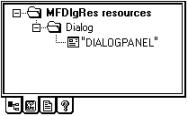 MFDlgRes resources
Dialog
"DIALOGPANEL"
?